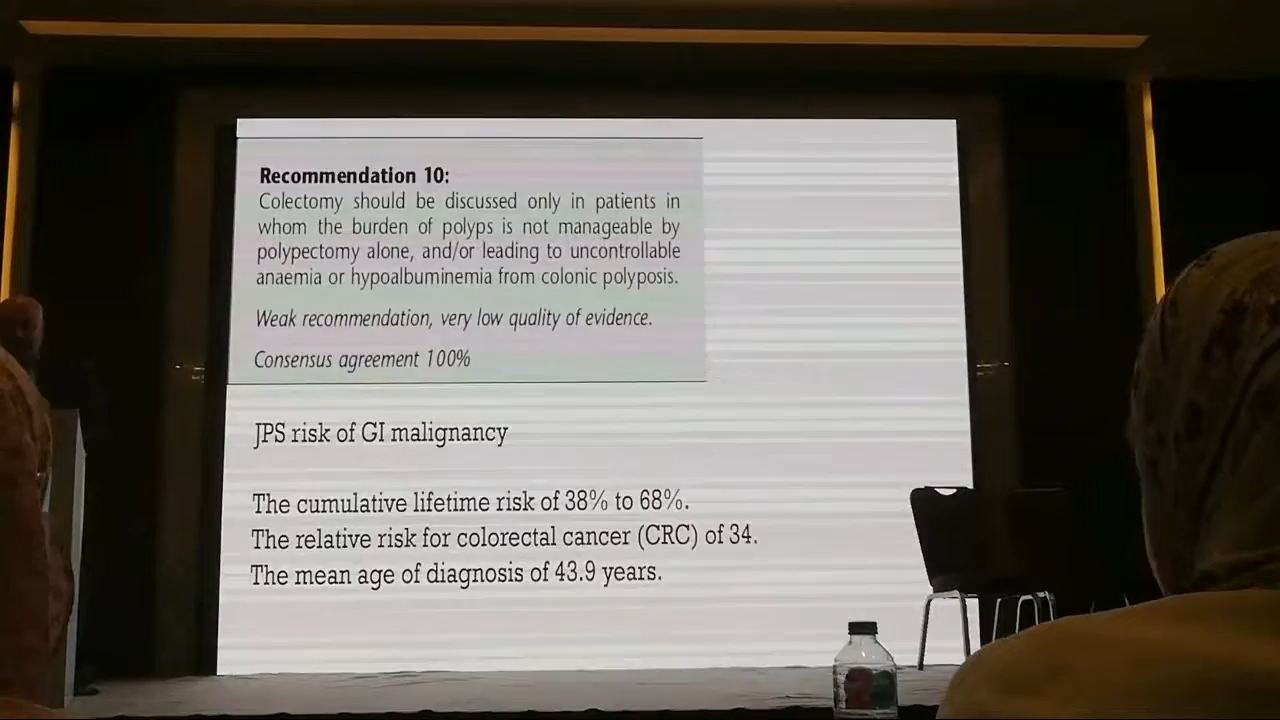 Recommendation 10:
Colectomy should be discussed only in patients in
whom the burden of polyps is not manageable by
polypectomy alone, and/or leading to uncontrollable
anaemia or hypoalbuminemia from colonic polyposis.
Weak recommendation, very low quality of evidence.
Consensus agreement 100%
JPS risk of GI malignancy
The cumulative lifetime risk of 38% to 68%.
The relative risk for colorectal cancer (CRC) of 34.
The mean age of diagnosis of 43.9 years.